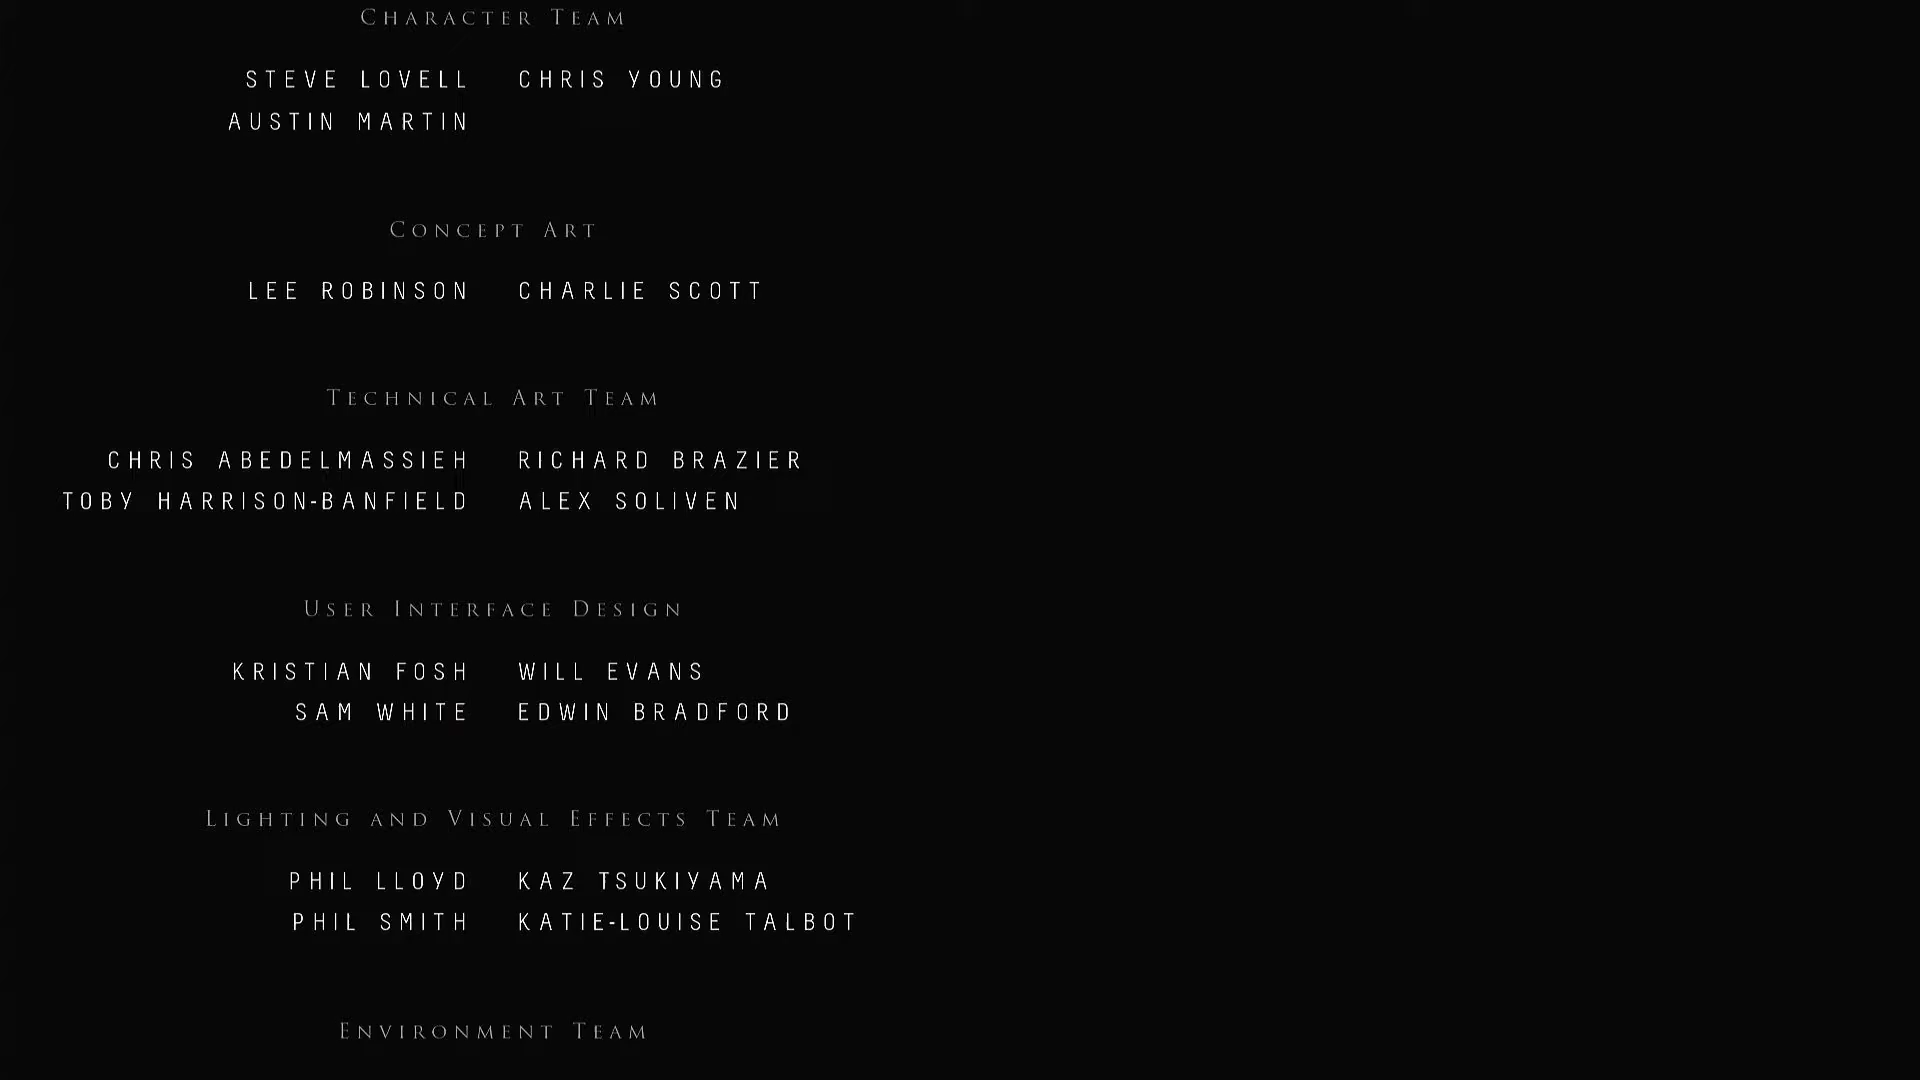 Character Team
STEVE LOVELL CHRIS YOUNG
AUSTIN MARTIN
Concept Art
LEE ROBINSON CHARLIE SCOTT
Technical Art Team
CHRIS ABEDELMASSIEH RICHARD BRAZIER
TOBY HARRISON-BANFIELD ALEX SOLIVEN
User Interface Design
KRISTIAN FOSH WILL EVANS
SAM WHITE EDWIN BRADFORD
Lighting and Visual Effects Team
PHIL LLOYD KAZ TSUKIYAMA
PHIL SMITH KATIE-LOUISE TALBOT
Environment Team